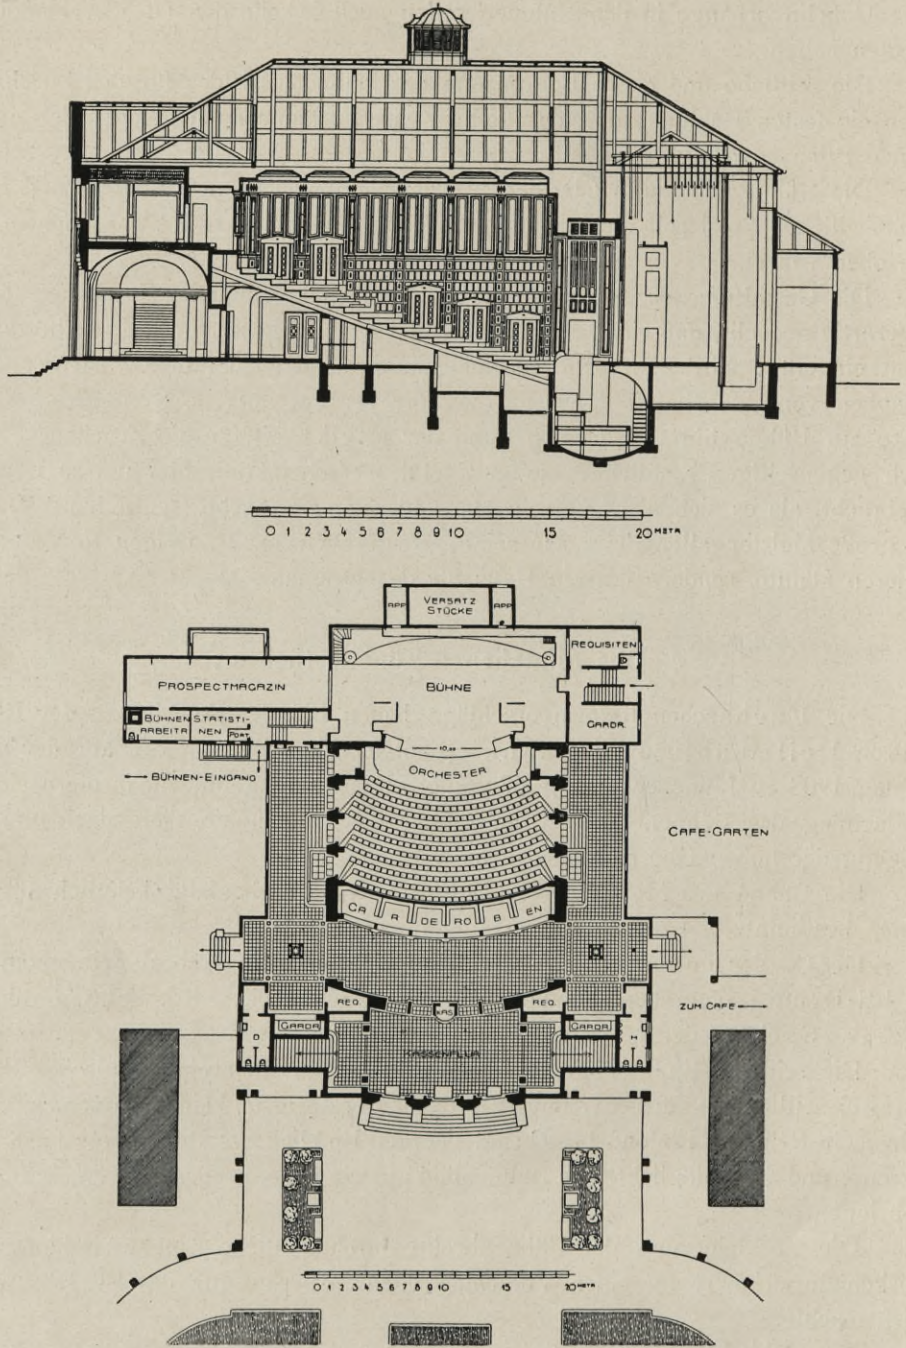 0 1 2 3 4 5 6 7 8 9 10 15 20 METR
APP
VERSATZ
STÜCKE
APP
REQUISITEN
PROSPECTMAGAZIN
BÜHNE
BÜHNEN
ARBEITR
STATISTI-
NEN
PORT
GARDR.
10,00
BÜHNEN-EINGANG
ORCHESTER
CAFE-GARTEN
GA R DE RO B EN
ZUM CAFE
REQ.
KAS
REQ.
GARDR
GARDR
D
H
KASSENFLUR
0 1 2 3 4 5 6 7 8 9 10 15 20 METR